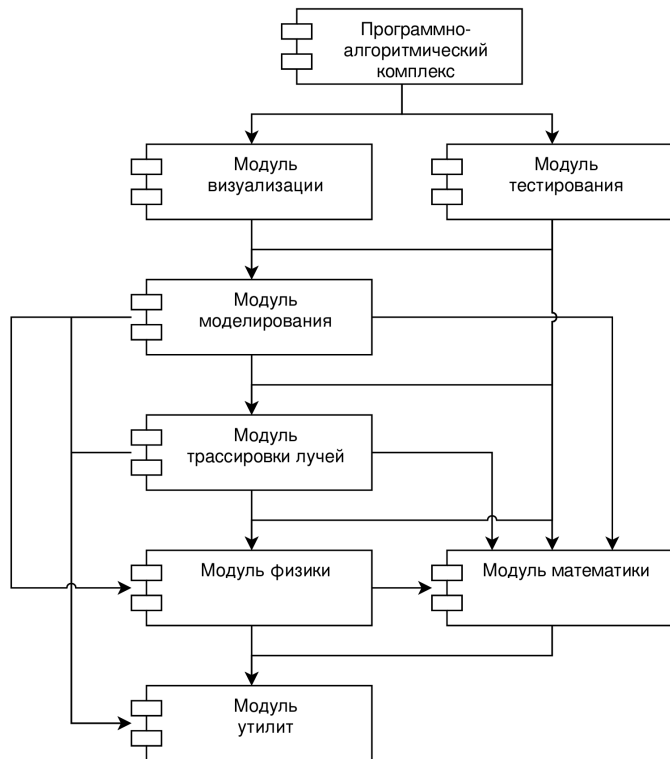 Программно-
алгоритмический
комплекс
Модуль
визуализации
Модуль
тестирования
Модуль
моделирования
Модуль
трассировки лучей
Модуль физики
Модуль математики
Модуль
утилит